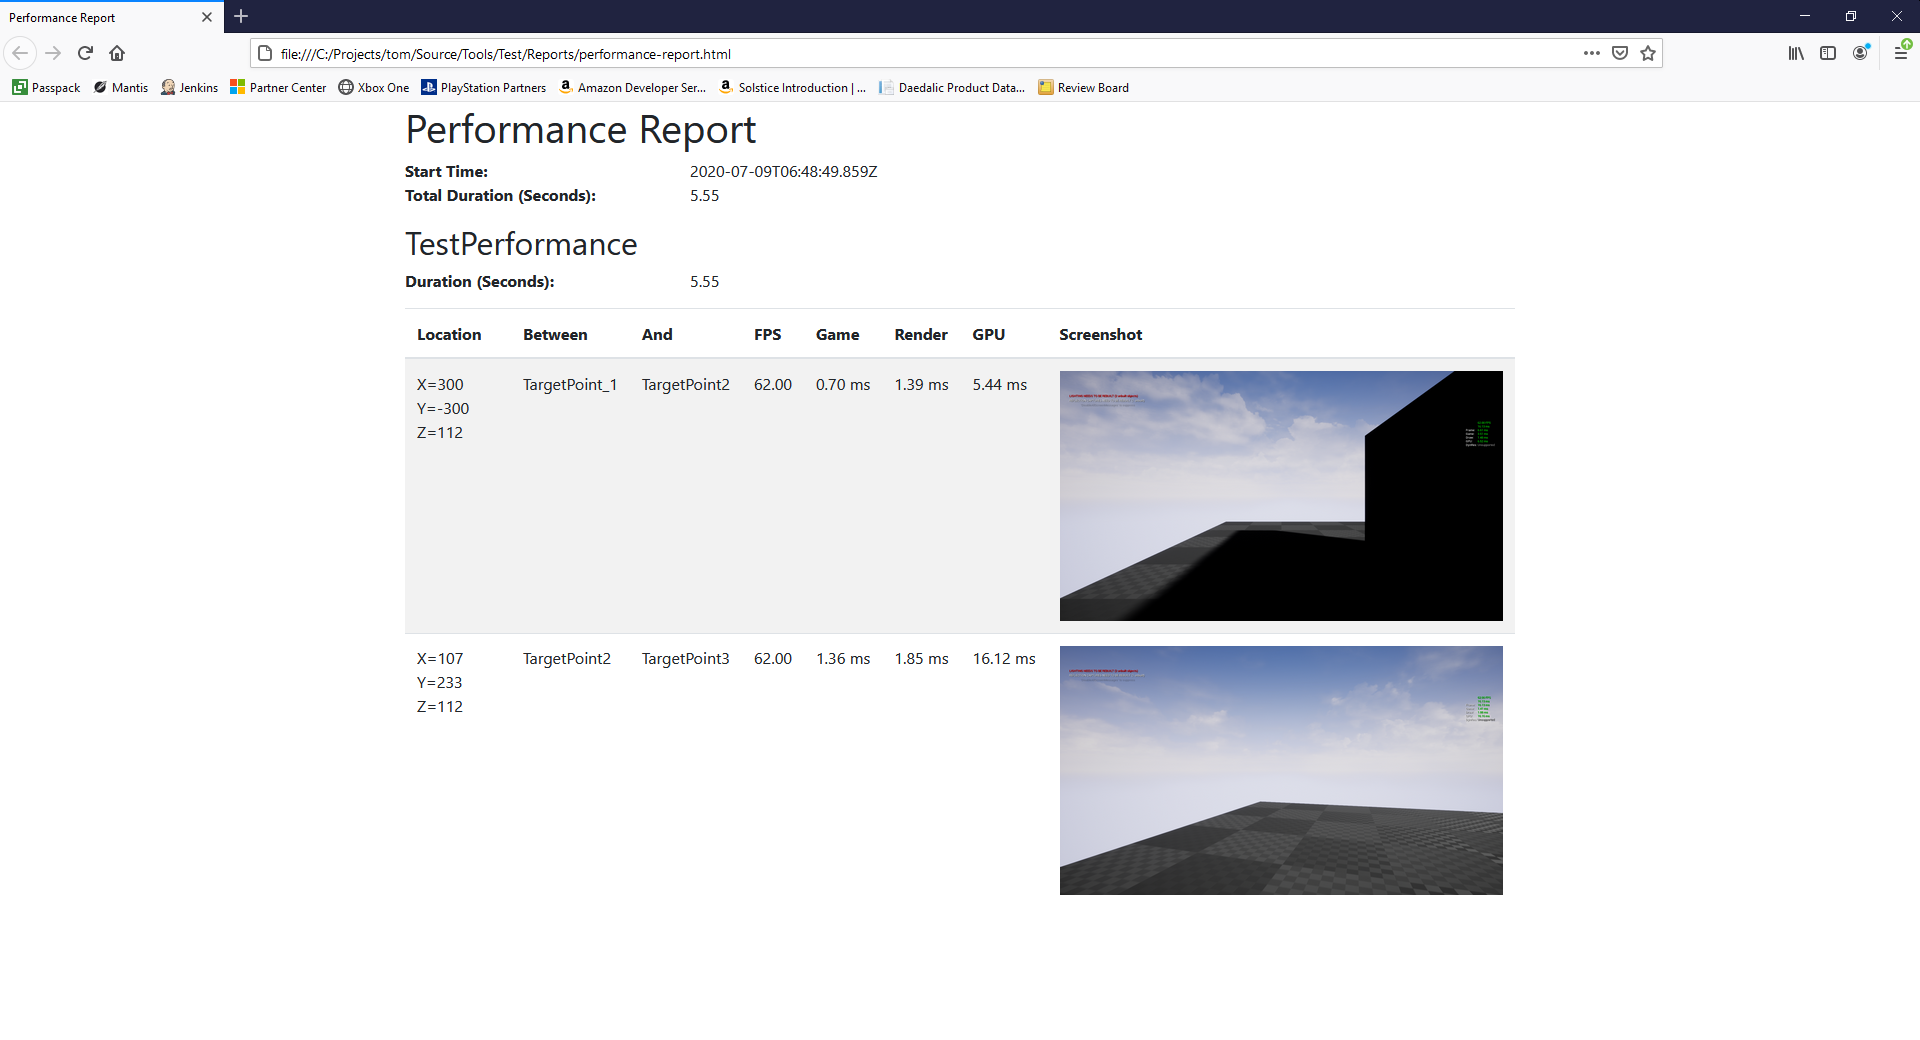 Performance Report
file:///C:/Projects/tom/Source/Tools/Test/Reports/performance-report.html
Passpack Mantis Jenkins Partner Center Xbox One PlayStation Partners Amazon Developer Ser... Solstice Introduction | ... Daedalic Product Data... Review Board
Performance Report
Start Time: 2020-07-09T06:48:49.859Z
Total Duration (Seconds): 5.55
TestPerformance
Duration (Seconds): 5.55
Location Between And FPS Game Render GPU Screenshot
X=300 TargetPoint_1 TargetPoint2 62.00 0.70 ms 1.39 ms 5.44 ms
Y=-300
Z=112
X=107 TargetPoint2 TargetPoint3 62.00 1.36 ms 1.85 ms 16.12 ms
Y=233
Z=112